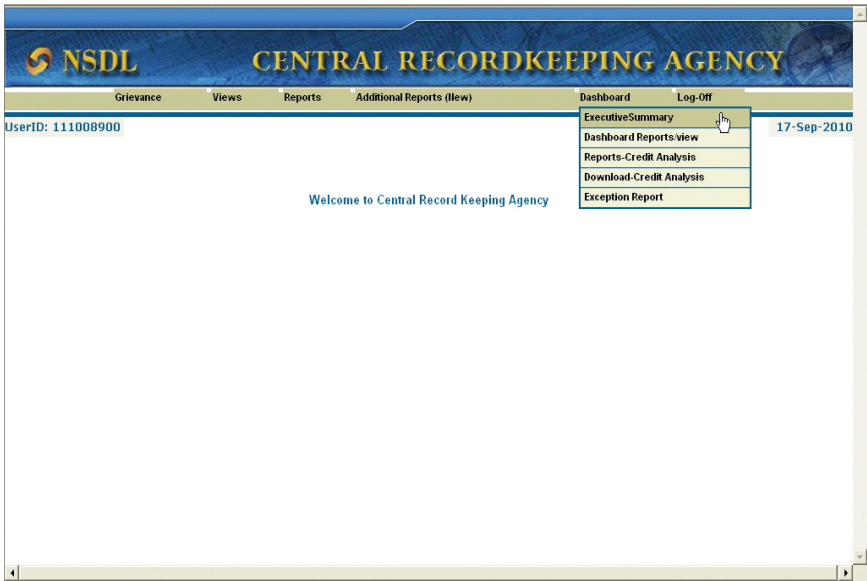 NSDL CENTRAL RECORDKEEPING AGENCY
Grievance Views Reports Additional Reports (New) Dashboard Log-Off
UserID: 111008900 17-Sep-2010
ExecutiveSummary
Dashboard Reports/view
Reports-Credit Analysis
Download-Credit Analysis
Exception Report
Welcome to Central Record Keeping Agency